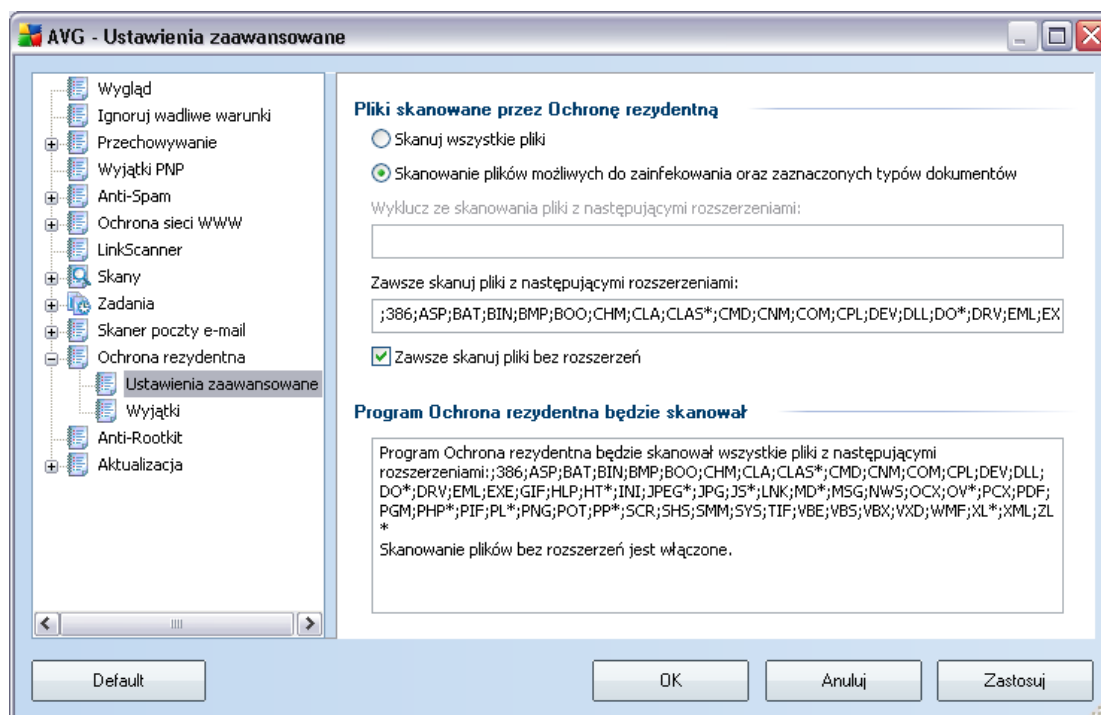 AVG - Ustawienia zaawansowane
Wygląd
Ignoruj wadliwe warunki
Przechowywanie
Wyjątki PNP
Anti-Spam
Ochrona sieci WWW
LinkScanner
Skany
Zadania
Skaner poczty e-mail
Ochrona rezydentna
Ustawienia zaawansowane
Wyjątki
Anti-Rootkit
Aktualizacja
Pliki skanowane przez Ochronę rezydentną
Skanuj wszystkie pliki
Skanowanie plików możliwych do zainfekowania oraz zaznaczonych typów dokumentów
Wyklucz ze skanowania pliki z następującymi rozszerzeniami:
Zawsze skanuj pliki z następującymi rozszerzeniami:
;386;ASP;BAT;BIN;BMP;BOO;CHM;CLA;CLAS*;CMD;CNM;COM;CPL;DEV;DLL;DO*;DRV;EML;EX
Zawsze skanuj pliki bez rozszerzeń
Program Ochrona rezydentna będzie skanował
Program Ochrona rezydentna będzie skanował wszystkie pliki z następującymi
rozszerzeniami:;386;ASP;BAT;BIN;BMP;BOO;CHM;CLA;CLAS*;CMD;CNM;COM;CPL;DEV;DLL;
DO*;DRV;EML;EXE;GIF;HLP;HT*;INI;JPEG*;JPG;JS*;LNK;MD*;MSG;NWS;OCX;OV*;PCX;PDF;
PGM;PHP*;PIF;PL*;PNG;POT;PP*;SCR;SHS;SMM;SYS;TIF;VBE;VBS;VBX;VXD;WMF;XL*;XML;ZL
*
Skanowanie plików bez rozszerzeń jest włączone.
Default
OK
Anuluj
Zastosuj